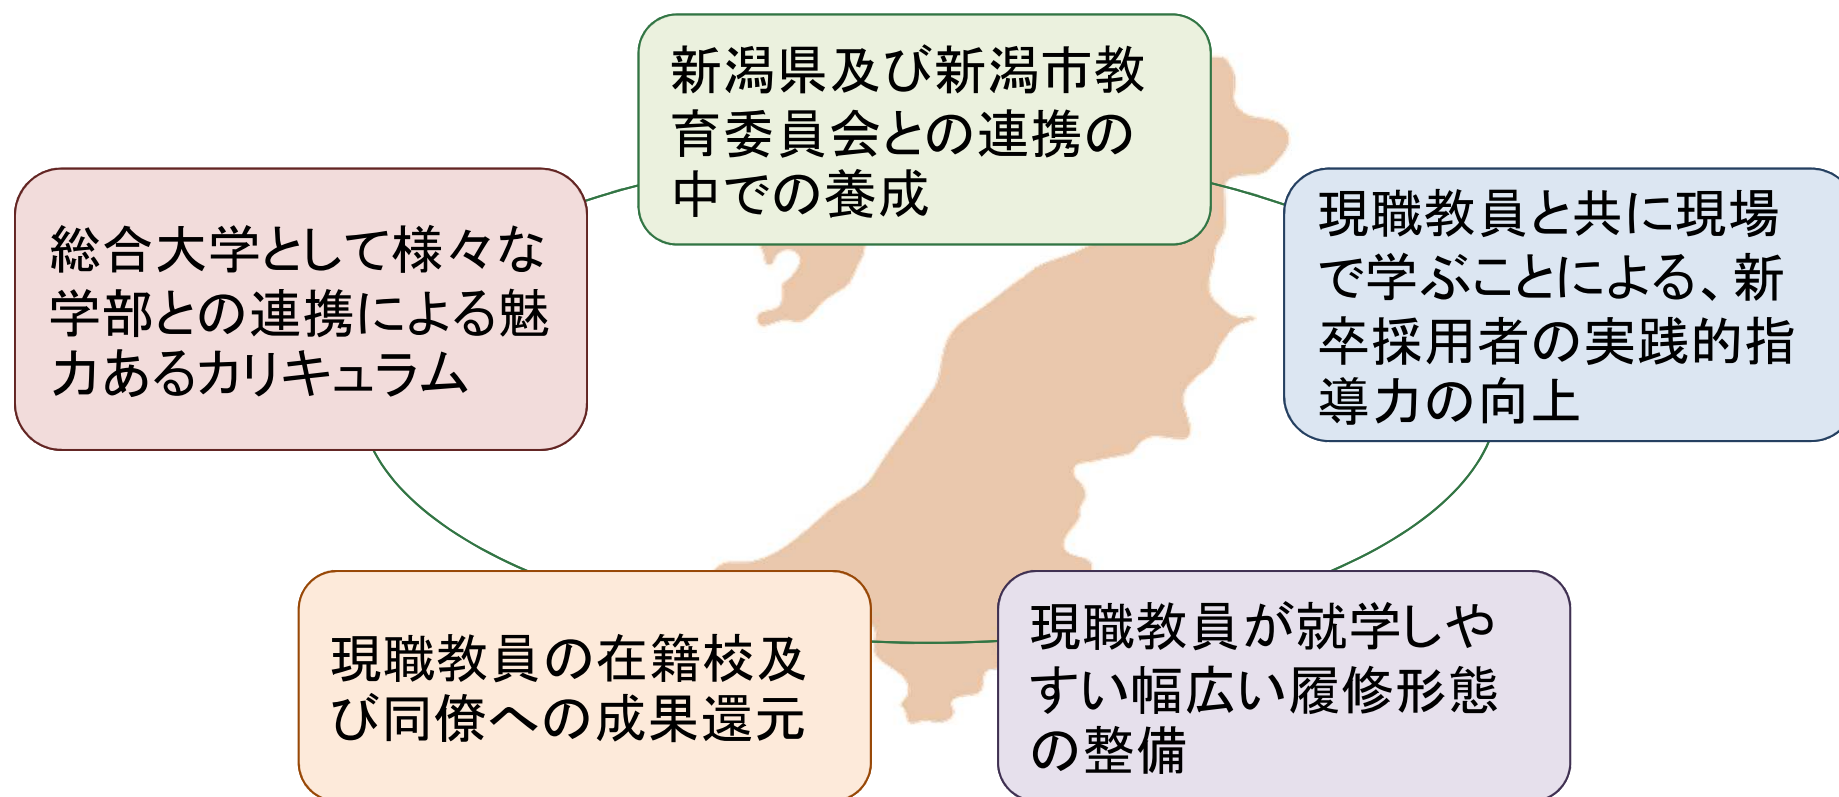 新潟県及び新潟市教
育委員会との連携の
中での養成
総合大学として様々な
学部との連携による魅
力あるカリキュラム
現職教員と共に現場
で学ぶことによる、新
卒採用者の実践的指
導力の向上
現職教員の在籍校及
び同僚への成果還元
現職教員が就学しや
すい幅広い履修形態
の整備